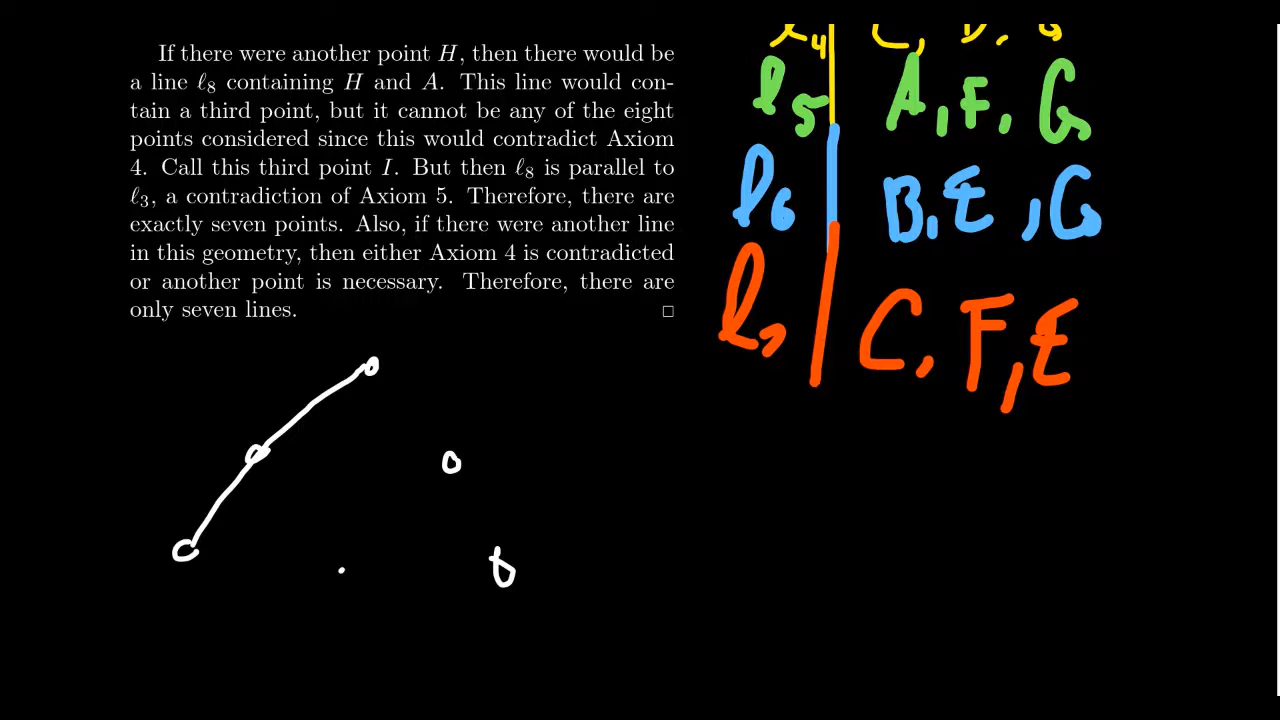 If there were another point H, then there would be
a line ℓ8 containing H and A. This line would con-
tain a third point, but it cannot be any of the eight
points considered since this would contradict Axiom
4. Call this third point I. But then ℓ8 is parallel to
ℓ3, a contradiction of Axiom 5. Therefore, there are
exactly seven points. Also, if there were another line
in this geometry, then either Axiom 4 is contradicted
or another point is necessary. Therefore, there are
only seven lines. □
ℓ4 | C, D, G
ℓ5 | A, F, G
ℓ6 | B, E, G
ℓ7 | C, F, E